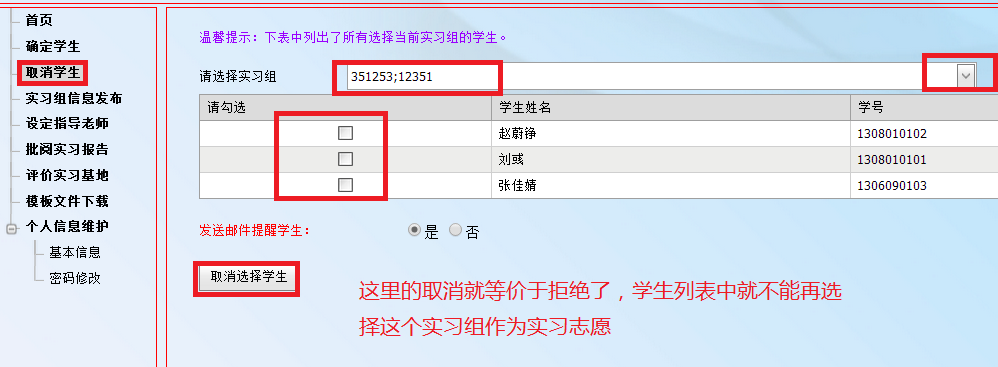 首页
确定学生
取消学生
实习组信息发布
设定指导老师
批阅实习报告
评价实习基地
模板文件下载
个人信息维护
基本信息
密码修改
温馨提示：下表中列出了所有选择当前实习组的学生。
请选择实习组 351253;12351
请勾选 学生姓名 学号
赵蔚铮 1308010102
刘彧 1308010101
张佳婧 1306090103
发送邮件提醒学生： 是 否
取消选择学生
这里的取消就等价于拒绝了，学生列表中就不能再选
择这个实习组作为实习志愿